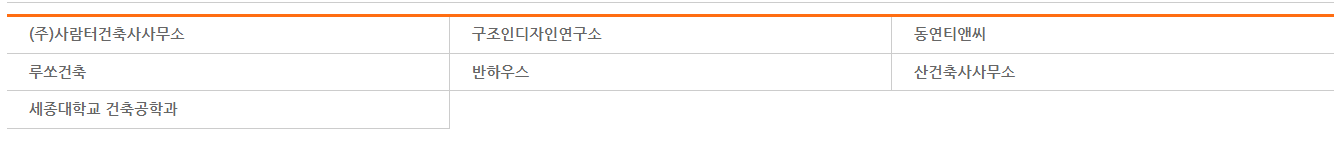 (주)사람터건축사사무소
구조인디자인연구소
동연티앤씨
루쏘건축
반하우스
산건축사사무소
세종대학교 건축공학과